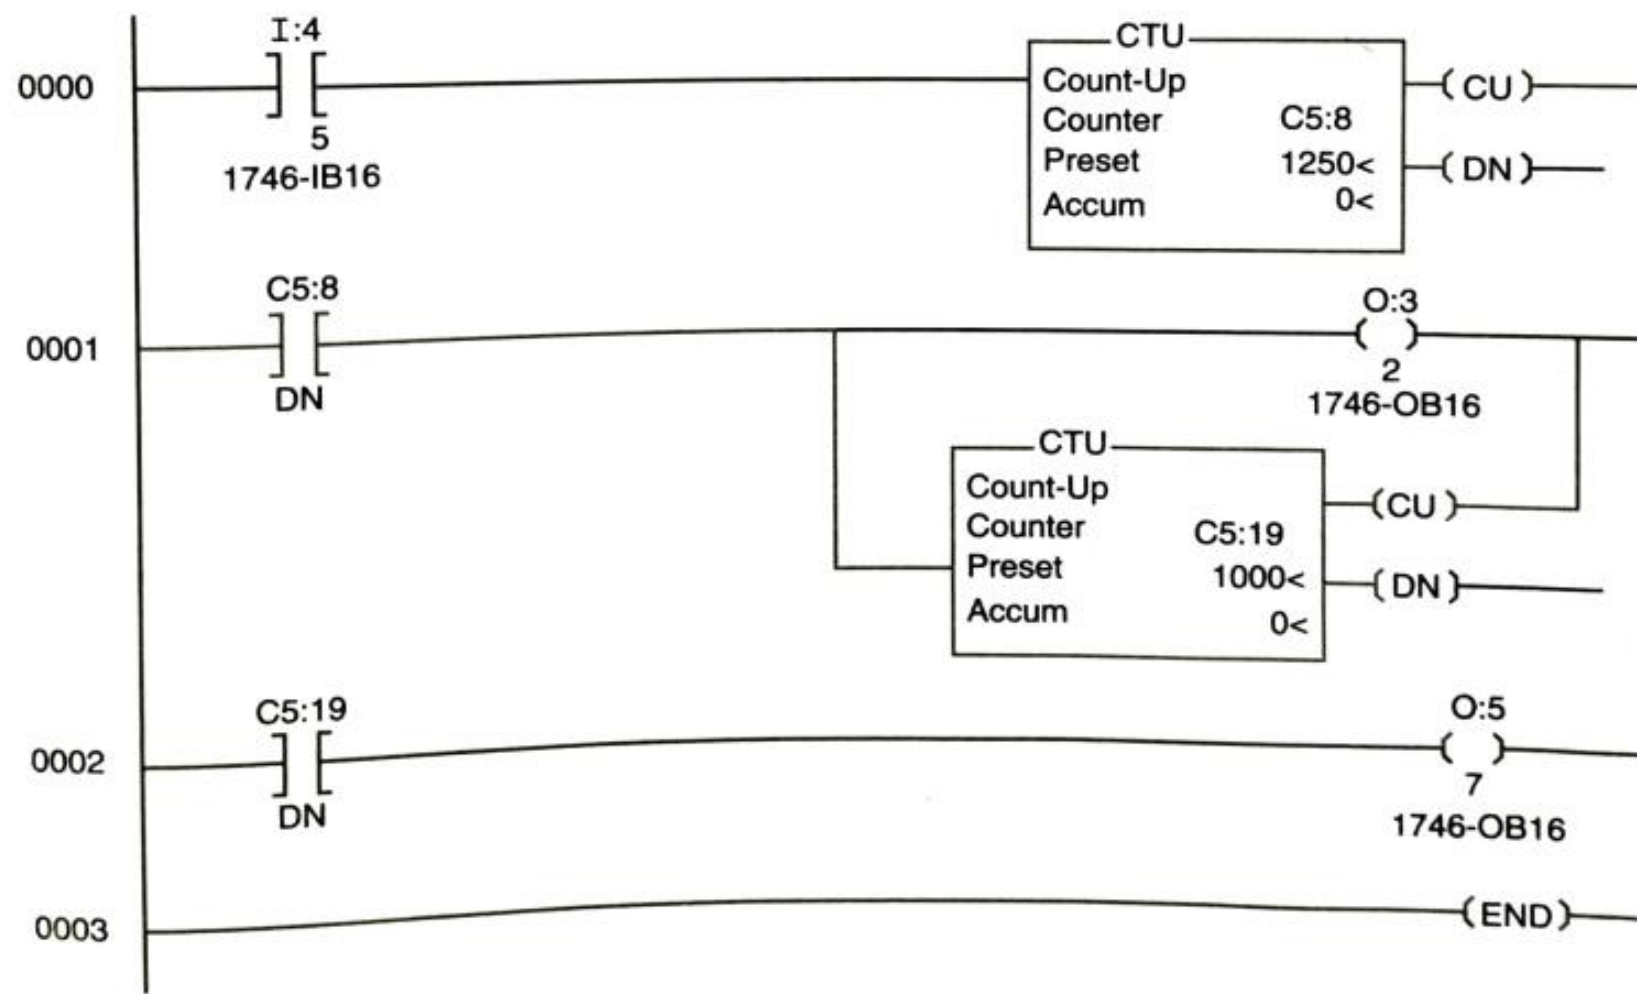 I:4
0000
5
1746-IB16
CTU
Count-Up
Counter C5:8
Preset 1250<
Accum 0<
(CU)
(DN)
C5:8
0001
DN
O:3
2
1746-OB16
CTU
Count-Up
Counter C5:19
Preset 1000<
Accum 0<
(CU)
(DN)
C5:19
0002
DN
O:5
7
1746-OB16
0003
(END)